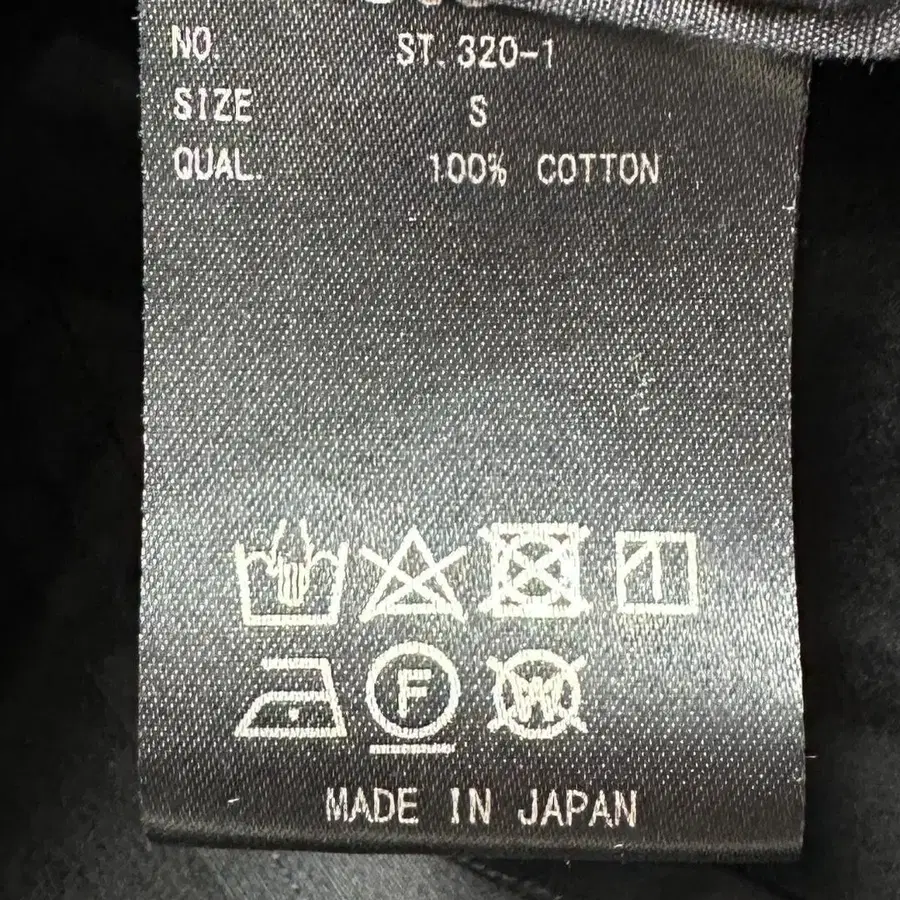 NO. ST.320-1
SIZE S
QUAL. 100% COTTON
F
W
MADE IN JAPAN